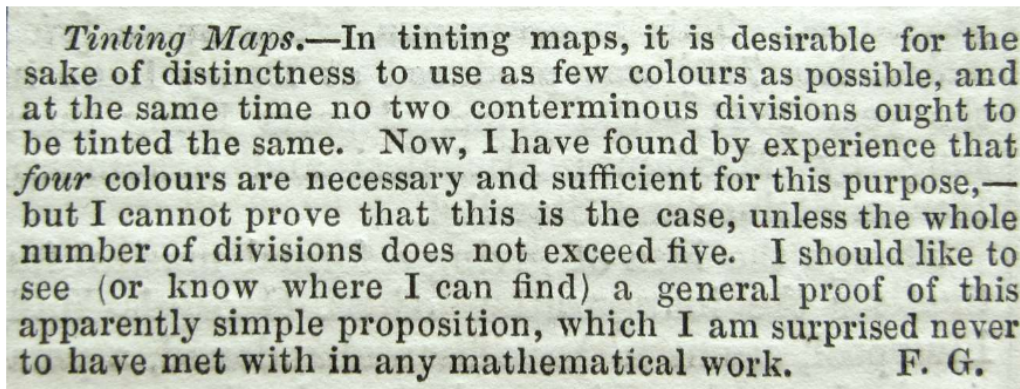 Tinting Maps.—In tinting maps, it is desirable for the
sake of distinctness to use as few colours as possible, and
at the same time no two conterminous divisions ought to
be tinted the same. Now, I have found by experience that
four colours are necessary and sufficient for this purpose,—
but I cannot prove that this is the case, unless the whole
number of divisions does not exceed five. I should like to
see (or know where I can find) a general proof of this
apparently simple proposition, which I am surprised never
to have met with in any mathematical work. F. G.